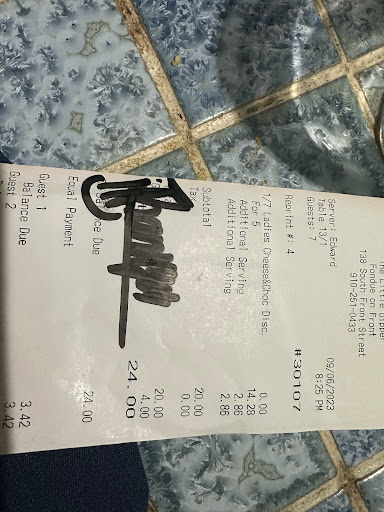 The Little Dipper
Fondue on Front
138 South Front Street
910-251-0433
Server: Edward 09/06/2023
Table 13/1 8:25 PM
Guests: 7
#30107
Reprint #: 4
1/7 Ladies Cheese&Choc Disc. 0.00
For 5 14.28
Additional Serving 2.86
Additional Serving 2.86
Subtotal 20.00
Tax 0.00
20.00
4.00
24.00
ce Due
Equal Payment 24.00
Guest 1
Balance Due 3.42
Guest 2 3.42